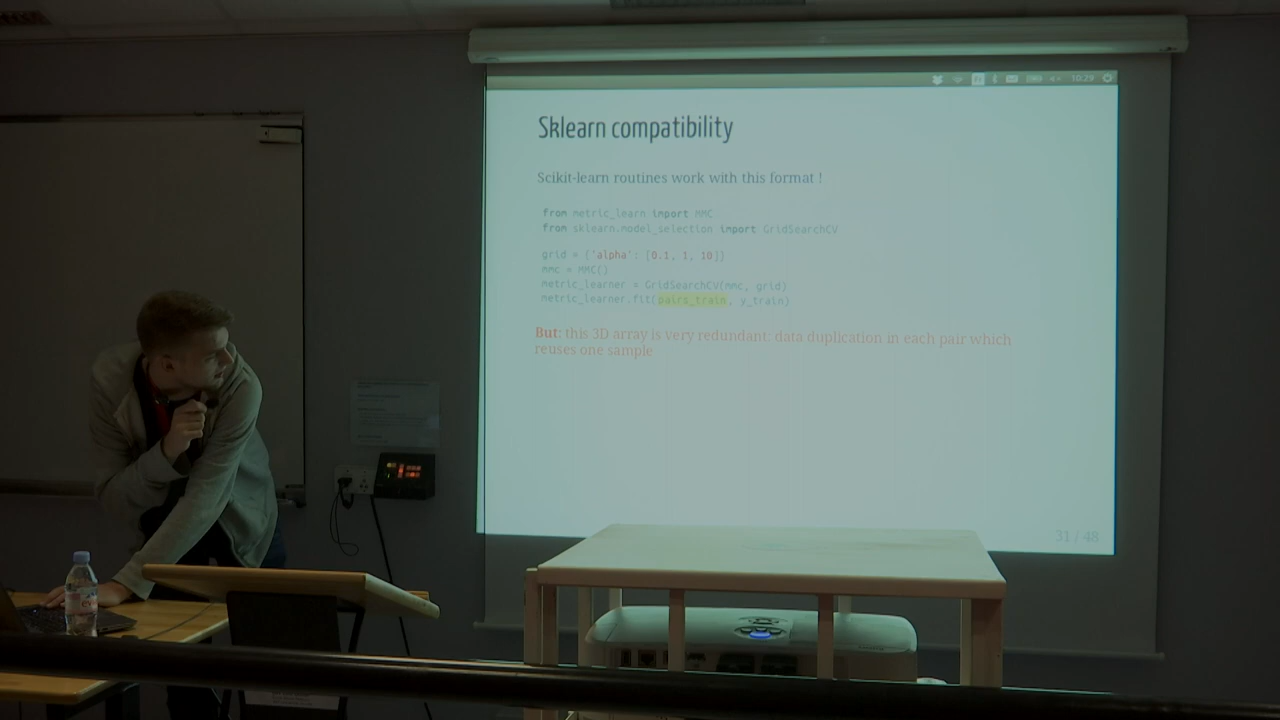 10:29
Sklearn compatibility
Scikit-learn routines work with this format !
from metric_learn import MMC
from sklearn.model_selection import GridSearchCV
grid = {'alpha': [0.1, 1, 10]}
mmc = MMC()
metric_learner = GridSearchCV(mmc, grid)
metric_learner.fit(pairs_train, y_train)
But: this 3D array is very redundant: data duplication in each pair which
reuses one sample
31 / 48